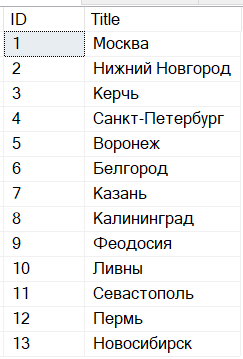 ID Title
1 Москва
2 Нижний Новгород
3 Керчь
4 Санкт-Петербург
5 Воронеж
6 Белгород
7 Казань
8 Калининград
9 Феодосия
10 Ливны
11 Севастополь
12 Пермь
13 Новосибирск